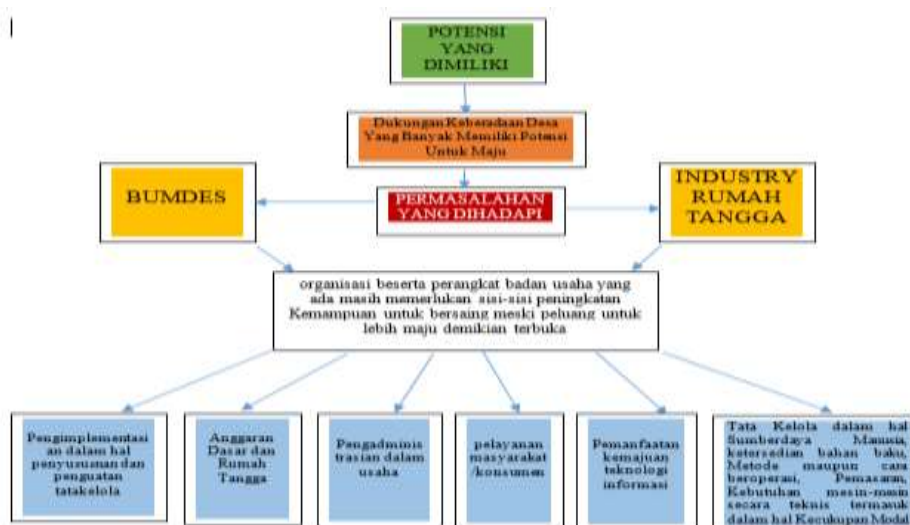 POTENSI
YANG
DIMILIKI
Dukungan Keberadaan Desa
Yang Banyak Memiliki Potensi
Untuk Maju
BUMDES
PERMASALAHAN
YANG DIHADAPI
INDUSTRY
RUMAH
TANGGA
organisasi beserta perangkat badan usaha yang
ada masih memerlukan sisi-sisi peningkatan
Kemampuan untuk bersaing meski peluang untuk
lebih maju demikian terbuka
Pengimplementasi
an dalam hal
penyusunan dan
penguatan
tatakelola
Anggaran
Dasar dan
Rumah
Tangga
Pengadminis
trasian dalam
usaha
pelayanan
masyarakat
/konsumen
Pemanfaatan
kemajuan
teknologi
informasi
Tata Kelola dalam hal
Sumberdaya Manusia,
ketersedian bahan baku,
Metode maupun cara
beroperasi, Pemasaran,
Kebutuhan mesin-mesin
secara teknis termasuk
dalam hal Kecukupan Modal